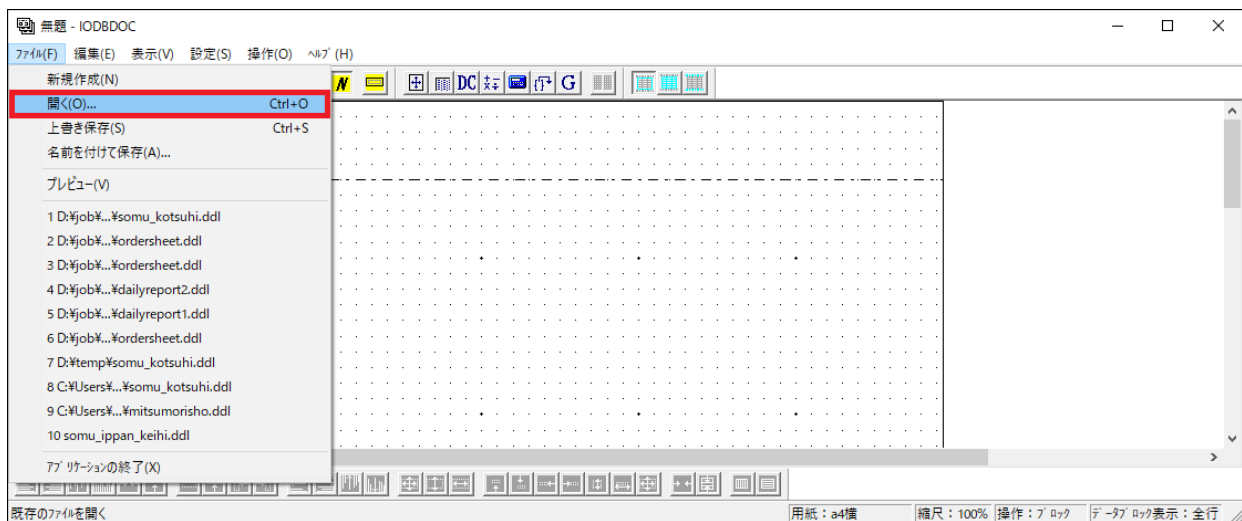 無題 - IODBDOC
ﾌｧｲﾙ(F) 編集(E) 表示(V) 設定(S) 操作(O) ﾍﾙﾌﾟ(H)
新規作成(N)
開く(O)... Ctrl+O
上書き保存(S) Ctrl+S
名前を付けて保存(A)...
プレビュー(V)
1 D:¥job¥...¥somu_kotsuhi.ddl
2 D:¥job¥...¥ordersheet.ddl
3 D:¥job¥...¥ordersheet.ddl
4 D:¥job¥...¥dailyreport2.ddl
5 D:¥job¥...¥dailyreport1.ddl
6 D:¥job¥...¥ordersheet.ddl
7 D:¥temp¥somu_kotsuhi.ddl
8 C:¥Users¥...¥somu_kotsuhi.ddl
9 C:¥Users¥...¥mitsumorisho.ddl
10 somu_ippan_keihi.ddl
ｱﾌﾟﾘｹｰｼｮﾝの終了(X)
N DC G
既存のﾌｧｲﾙを開く 用紙：a4横 縮尺：100% 操作：ﾌﾞﾛｯｸ ﾃﾞｰﾀﾌﾞﾛｯｸ表示：全行